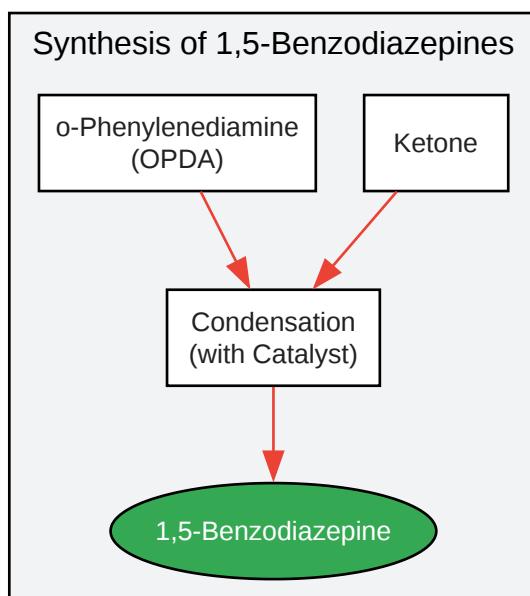 Synthesis of 1,5-Benzodiazepines
o-Phenylenediamine
(OPDA)
Ketone
Condensation
(with Catalyst)
1,5-Benzodiazepine